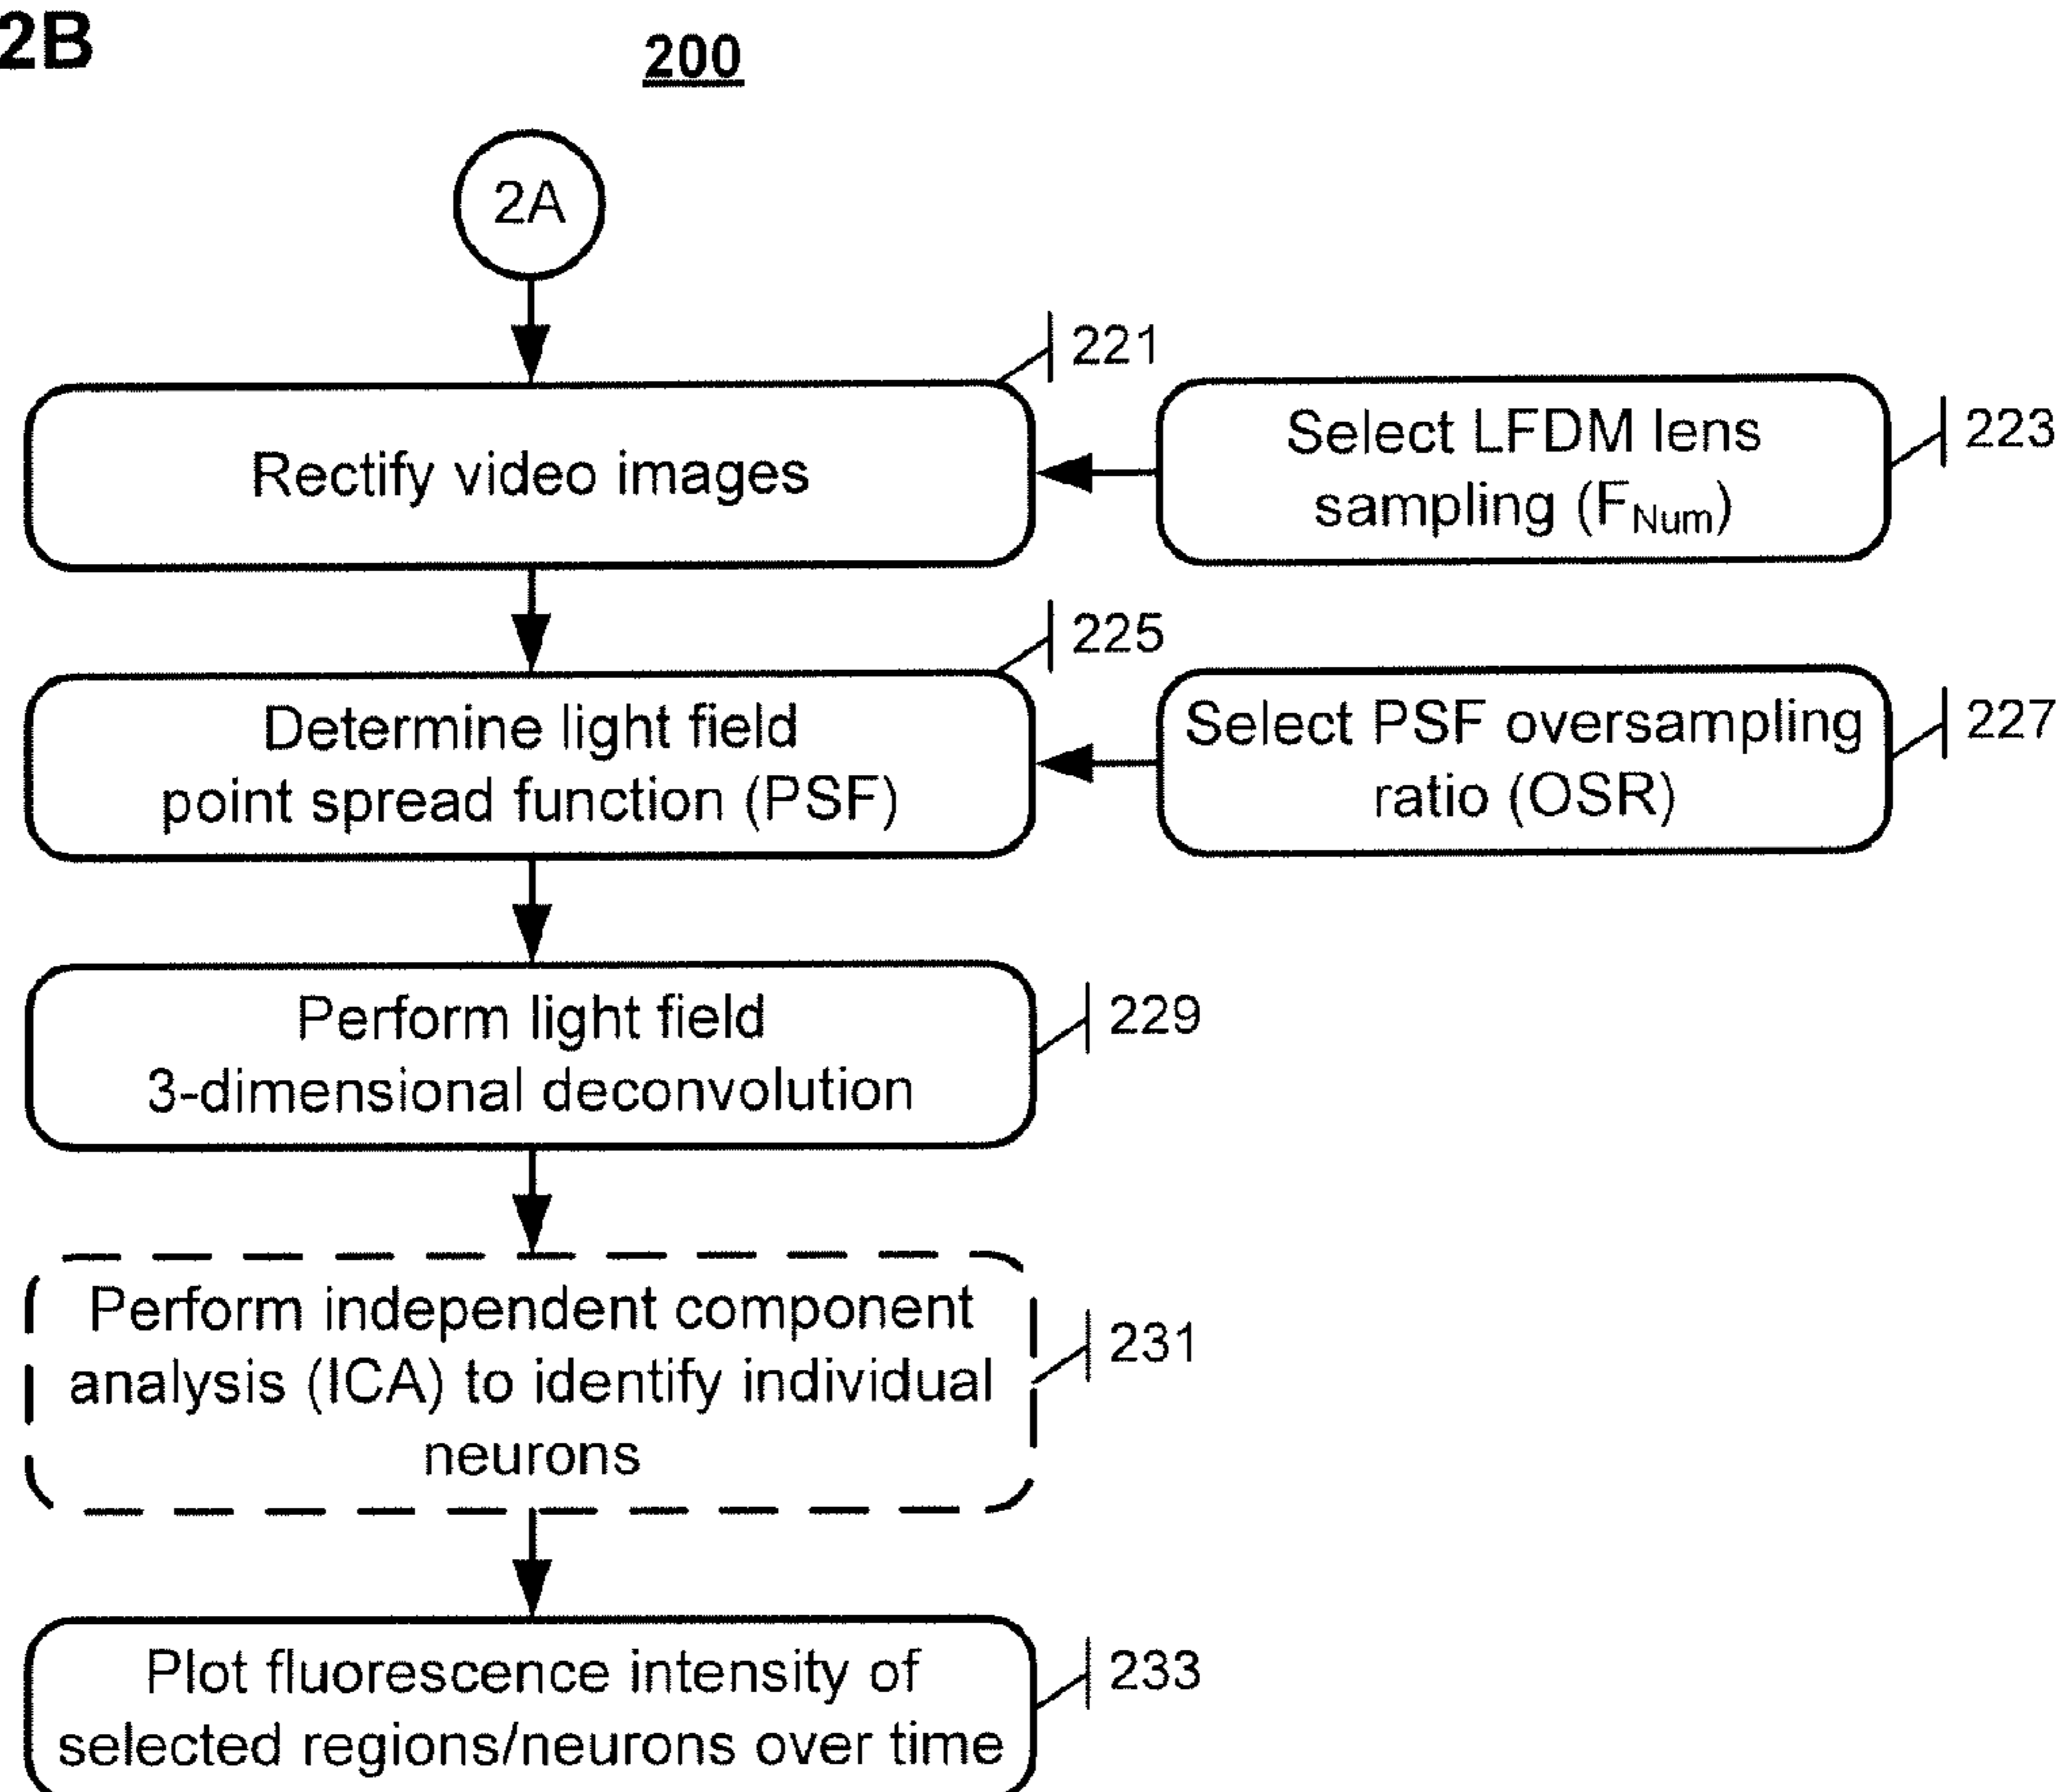 2B
200
2A
221
Rectify video images
Select LFDM lens
sampling (FNum)
223
225
Determine light field
point spread function (PSF)
Select PSF oversampling
ratio (OSR)
227
Perform light field
3-dimensional deconvolution
229
Perform independent component
analysis (ICA) to identify individual
neurons
231
Plot fluorescence intensity of
selected regions/neurons over time
233